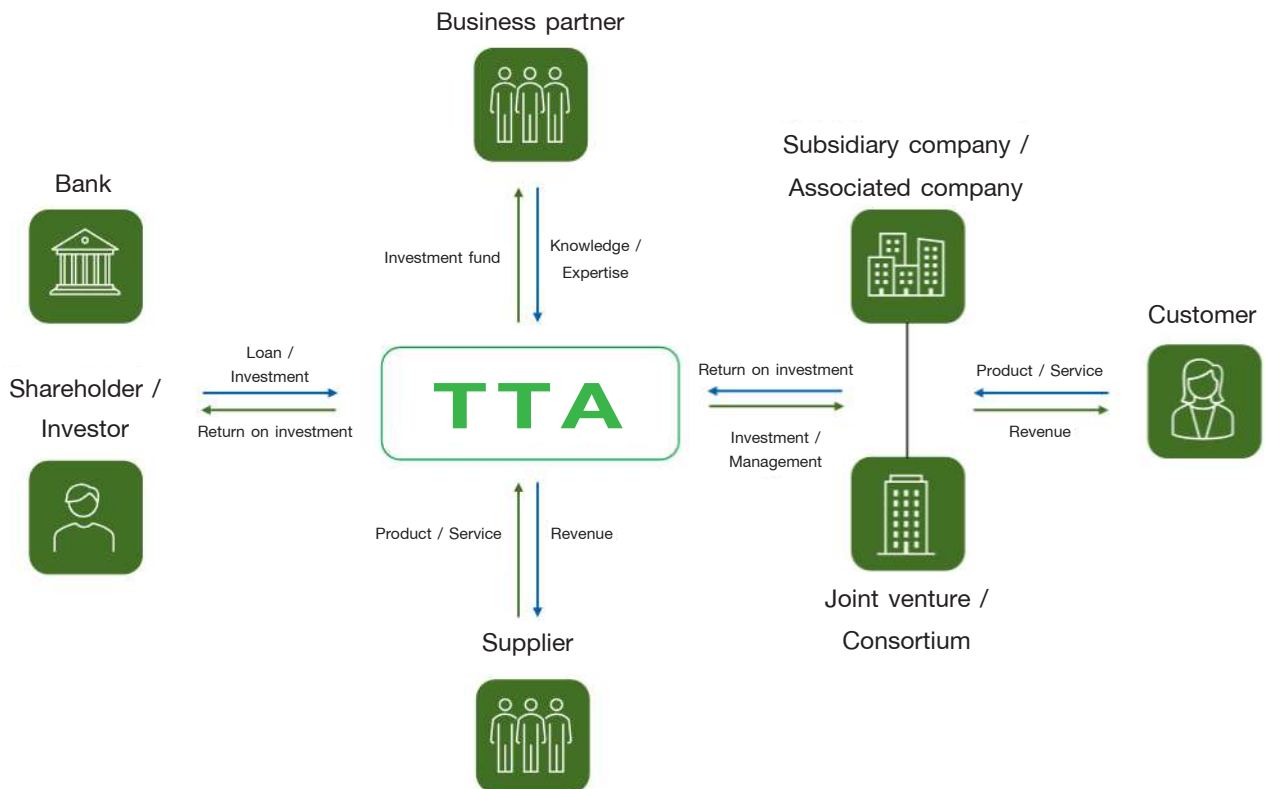 Business partner
Subsidiary company /
Associated company
Bank
Investment fund
Knowledge /
Expertise
Customer
Shareholder /
Investor
Loan /
Investment
Return on investment
TTA
Return on investment
Investment /
Management
Product / Service
Revenue
Product / Service
Revenue
Joint venture /
Consortium
Supplier